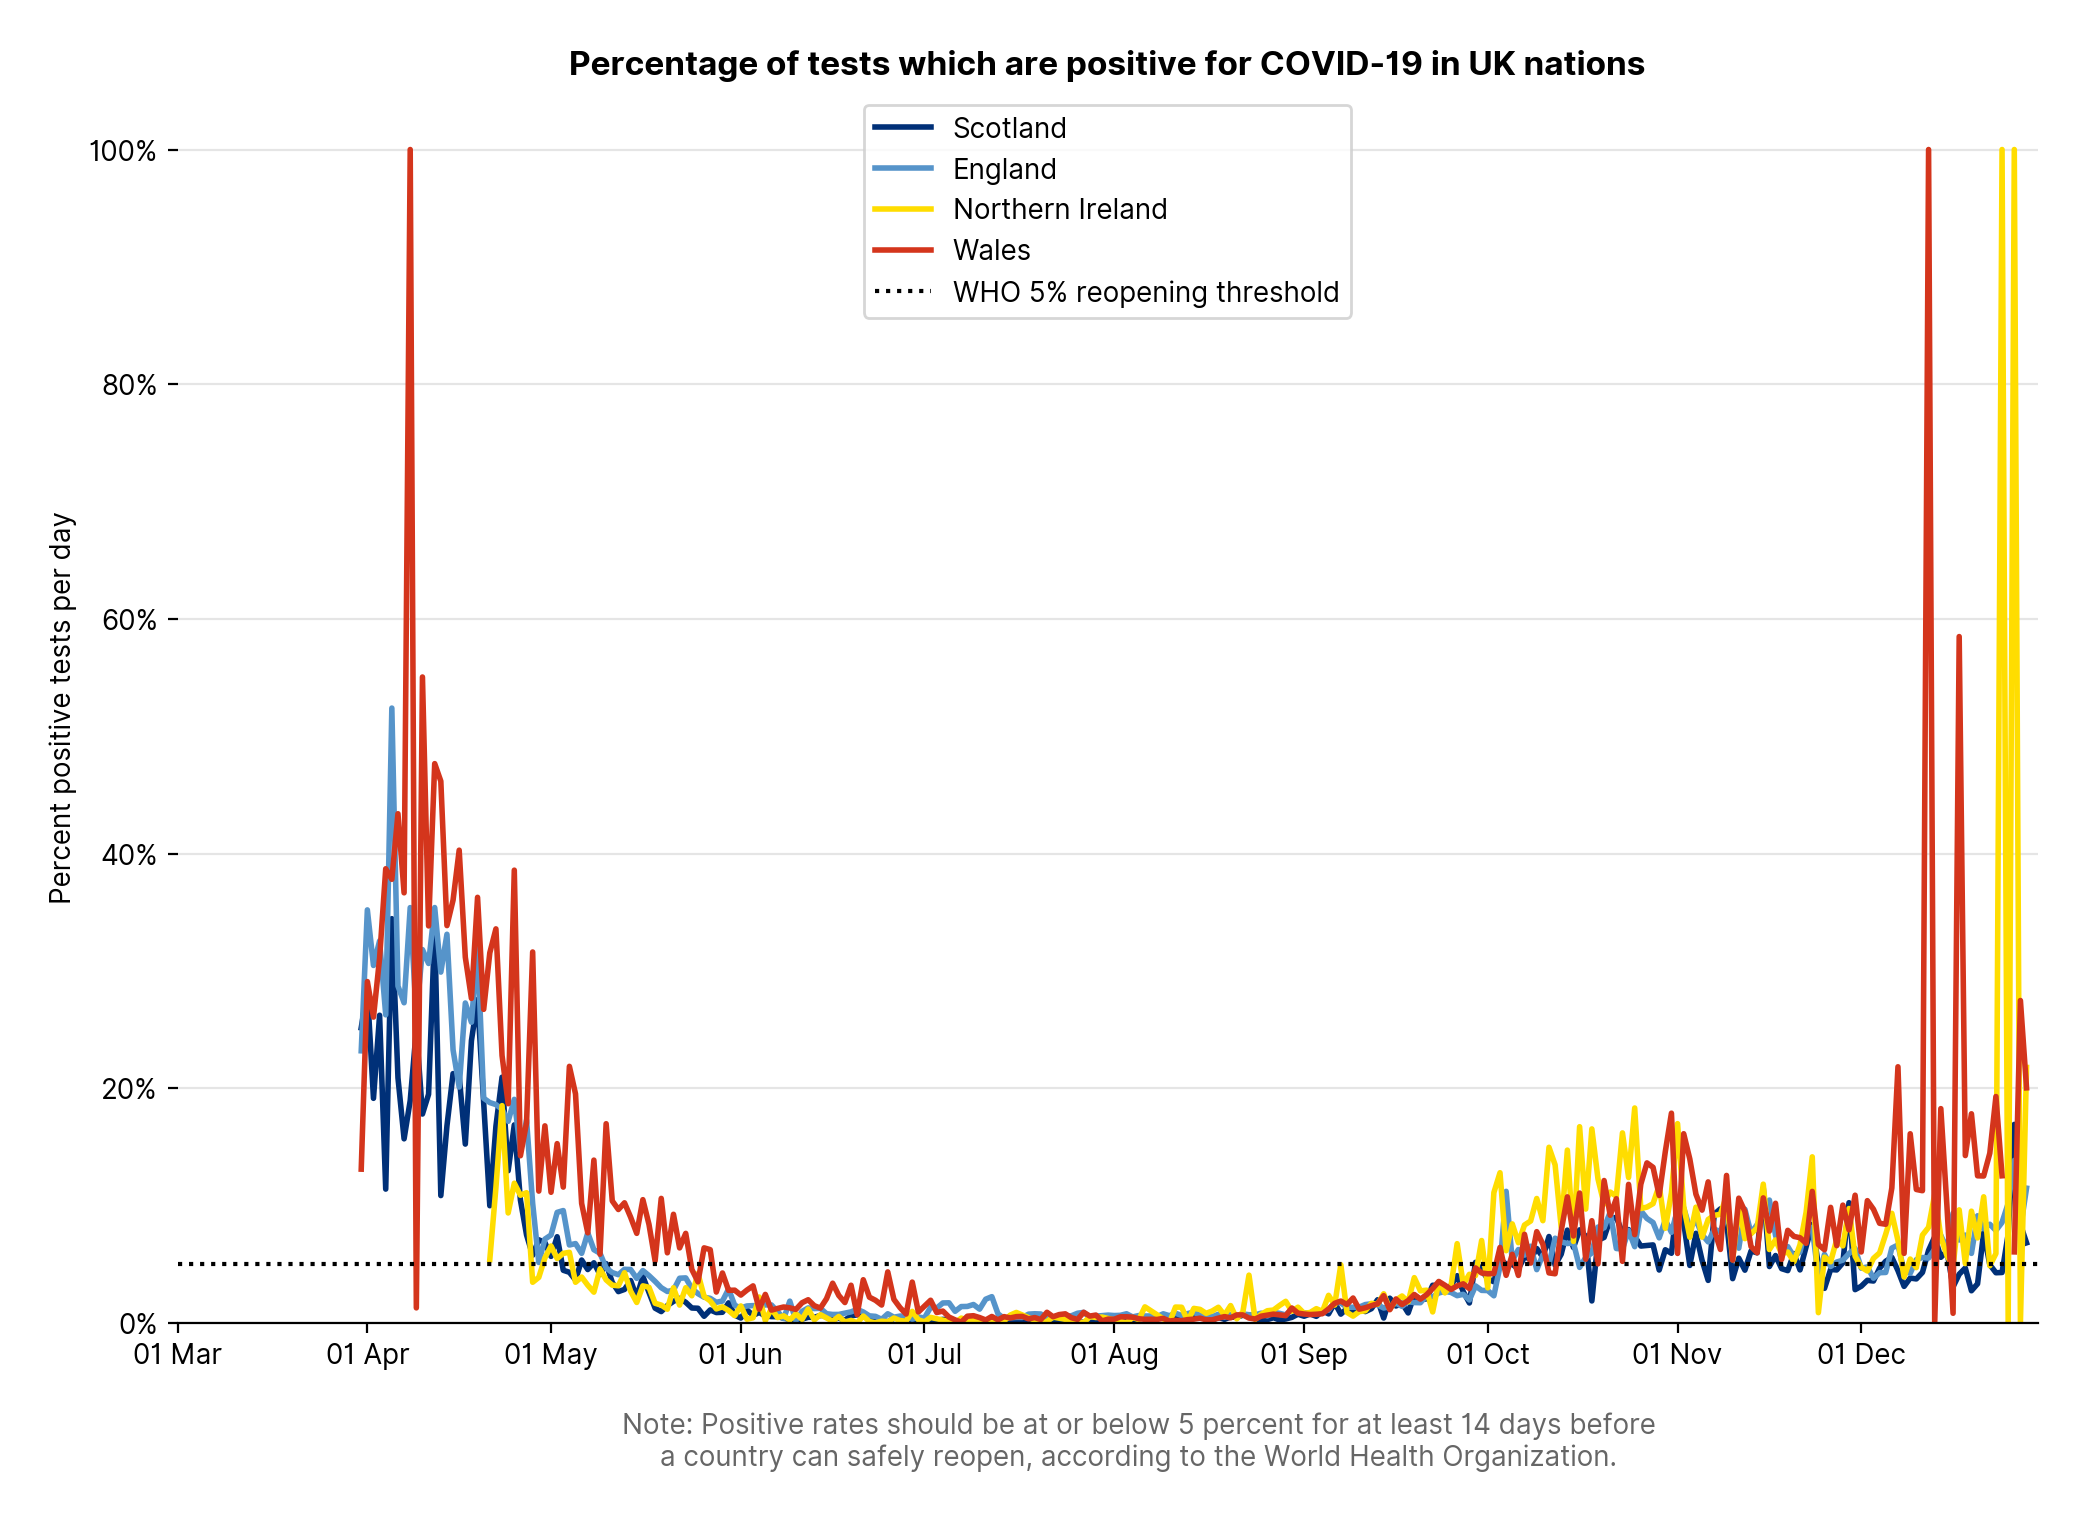 Percentage of tests which are positive for COVID-19 in UK nations
Scotland
England
Northern Ireland
Wales
WHO 5% reopening threshold
100%
80%
60%
40%
20%
0%
Percent positive tests per day
01 Mar
01 Apr
01 May
01 Jun
01 Jul
01 Aug
01 Sep
01 Oct
01 Nov
01 Dec
Note: Positive rates should be at or below 5 percent for at least 14 days before
a country can safely reopen, according to the World Health Organization.